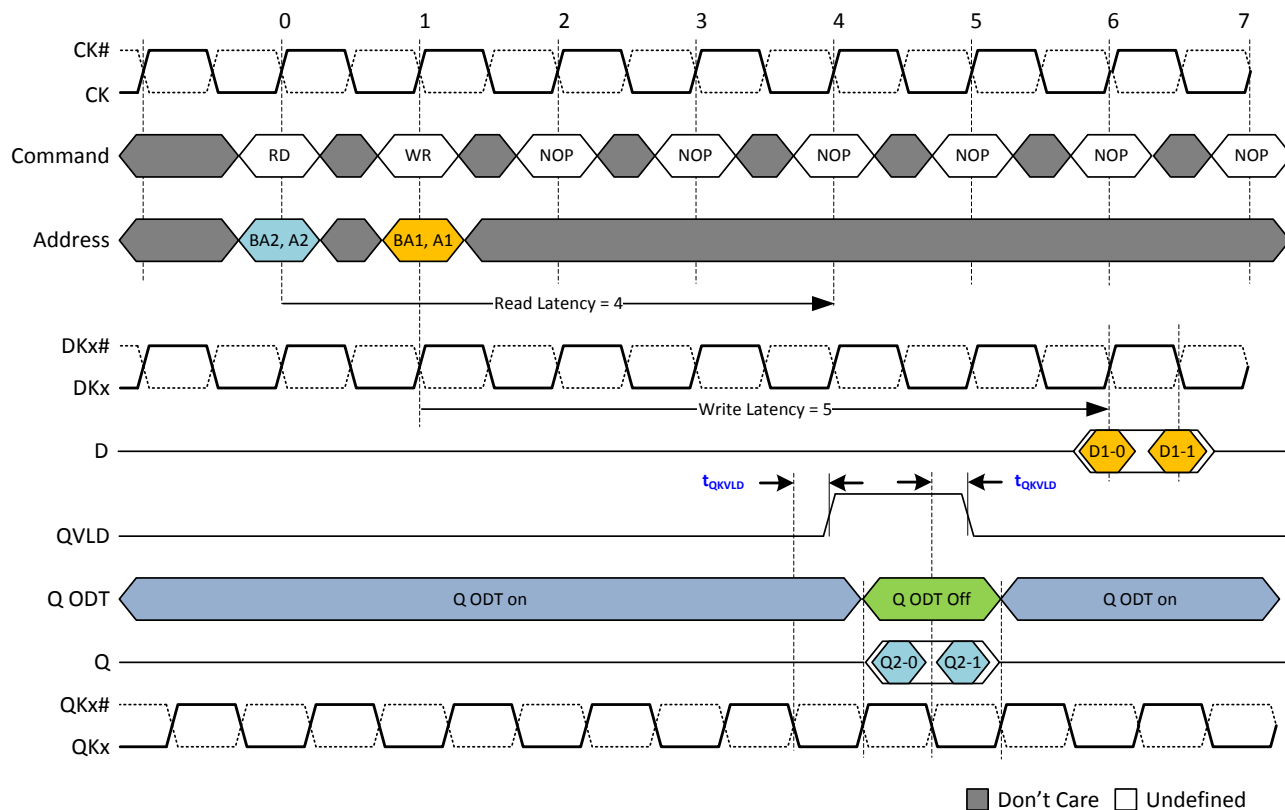 0 1 2 3 4 5 6 7
CK#
CK
Command RD WR NOP NOP NOP NOP NOP NOP
Address BA2, A2 BA1, A1
Read Latency = 4
DKx#
DKx
Write Latency = 5
D D1-0 D1-1
tQKVLD tQKVLD
QVLD
Q ODT Q ODT on Q ODT Off Q ODT on
Q Q2-0 Q2-1
QKx#
QKx
Don't Care Undefined